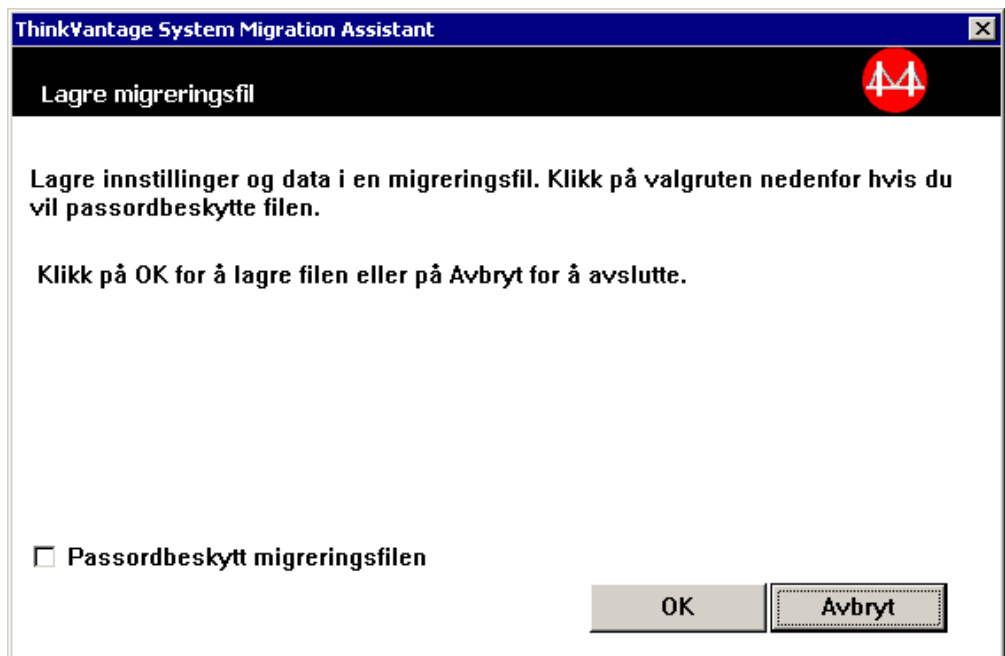 ThinkVantage System Migration Assistant
Lagre migreringsfil
Lagre innstillinger og data i en migreringsfil. Klikk på valgruten nedenfor hvis du
vil passordbeskytte filen.
Klikk på OK for å lagre filen eller på Avbryt for å avslutte.
Passordbeskytt migreringsfilen
OK
Avbryt